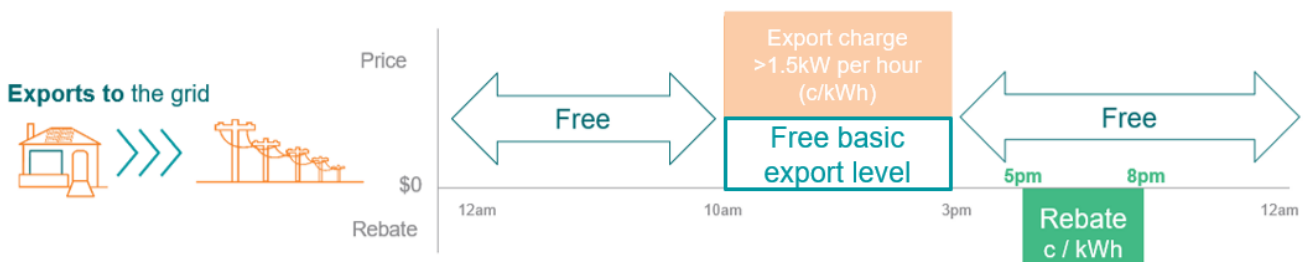 Export charge
>1.5kW per hour
(c/kWh)
Price
Exports to the grid
Free
Free basic
export level
Free
$0
5pm
8pm
12am
10am
3pm
12am
Rebate
Rebate
c / kWh